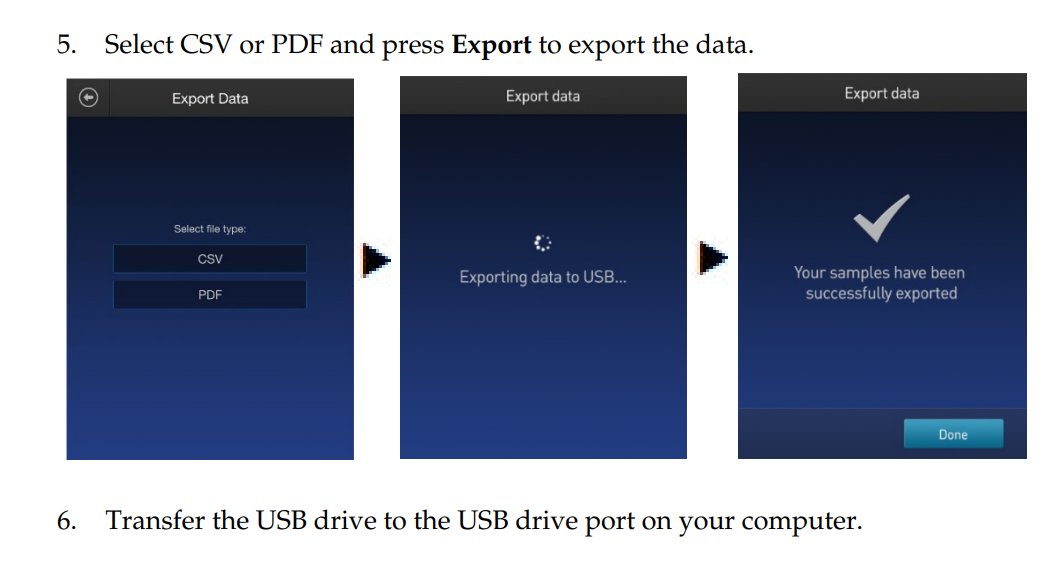 5. Select CSV or PDF and press Export to export the data.
Export Data
Select file type:
CSV
PDF
Export data
Exporting data to USB...
Export data
Your samples have been
successfully exported
Done
6. Transfer the USB drive to the USB drive port on your computer.